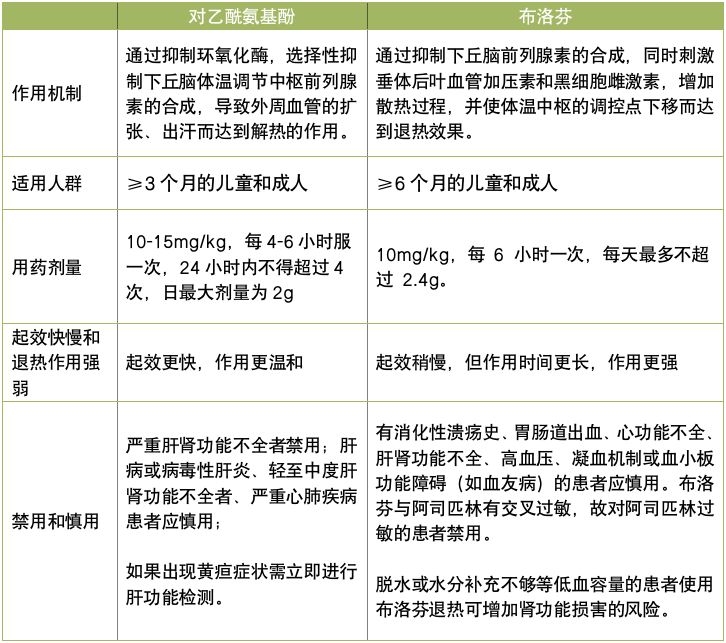 对乙酰氨基酚
布洛芬
作用机制
通过抑制环氧化酶，选择性抑
制下丘脑体温调节中枢前列腺
素的合成，导致外周血管的扩
张、出汗而达到解热的作用。
通过抑制下丘脑前列腺素的合成，同时刺激
垂体后叶血管加压素和黑细胞雌激素，增加
散热过程，并使体温中枢的调控点下移而达
到退热效果。
适用人群
≥3 个月的儿童和成人
≥6 个月的儿童和成人
用药剂量
10-15mg/kg，每 4-6 小时服
一次，24 小时内不得超过 4
次，日最大剂量为 2g
10mg/kg，每 6 小时一次，每天最多不超
过 2.4g。
起效快慢和
退热作用强
弱
起效更快，作用更温和
起效稍慢，但作用时间更长，作用更强
禁用和慎用
严重肝肾功能不全者禁用；肝
病或病毒性肝炎、轻至中度肝
肾功能不全者、严重心肺疾病
患者应慎用；
如果出现黄疸症状需立即进行
肝功能检测。
有消化性溃疡史、胃肠道出血、心功能不全、
肝肾功能不全、高血压、凝血机制或血小板
功能障碍（如血友病）的患者应慎用。布洛
芬与阿司匹林有交叉过敏，故对阿司匹林过
敏的患者禁用。
脱水或水分补充不够等低血容量的患者使用
布洛芬退热可增加肾功能损害的风险。